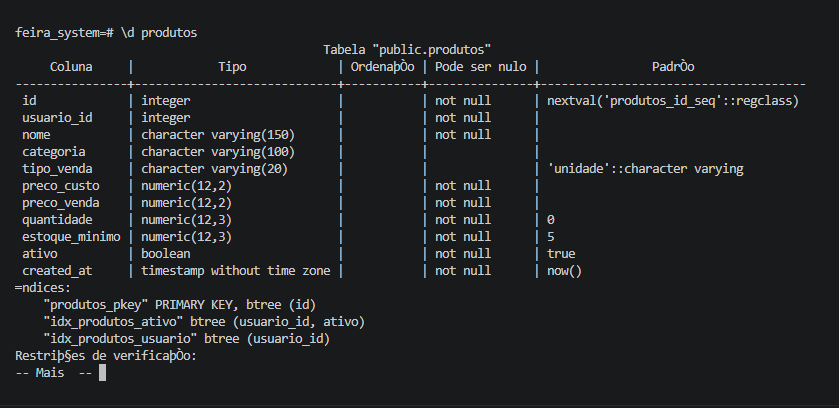 feira_system=# \d produtos
                                          Tabela "public.produtos"
     Coluna     |            Tipo             | OrdenaþÒo | Pode ser nulo |                PadrÒo
----------------+-----------------------------+-----------+---------------+--------------------------------------
 id             | integer                     |           | not null      | nextval('produtos_id_seq'::regclass)
 usuario_id     | integer                     |           | not null      |
 nome           | character varying(150)      |           | not null      |
 categoria      | character varying(100)      |           |               |
 tipo_venda     | character varying(20)       |           |               | 'unidade'::character varying
 preco_custo    | numeric(12,2)               |           | not null      |
 preco_venda    | numeric(12,2)               |           | not null      |
 quantidade     | numeric(12,3)               |           | not null      | 0
 estoque_minimo | numeric(12,3)               |           | not null      | 5
 ativo          | boolean                     |           | not null      | true
 created_at     | timestamp without time zone |           | not null      | now()
═ndices:
    "produtos_pkey" PRIMARY KEY, btree (id)
    "idx_produtos_ativo" btree (usuario_id, ativo)
    "idx_produtos_usuario" btree (usuario_id)
Restriþ§es de verificaþÒo:
-- Mais  --